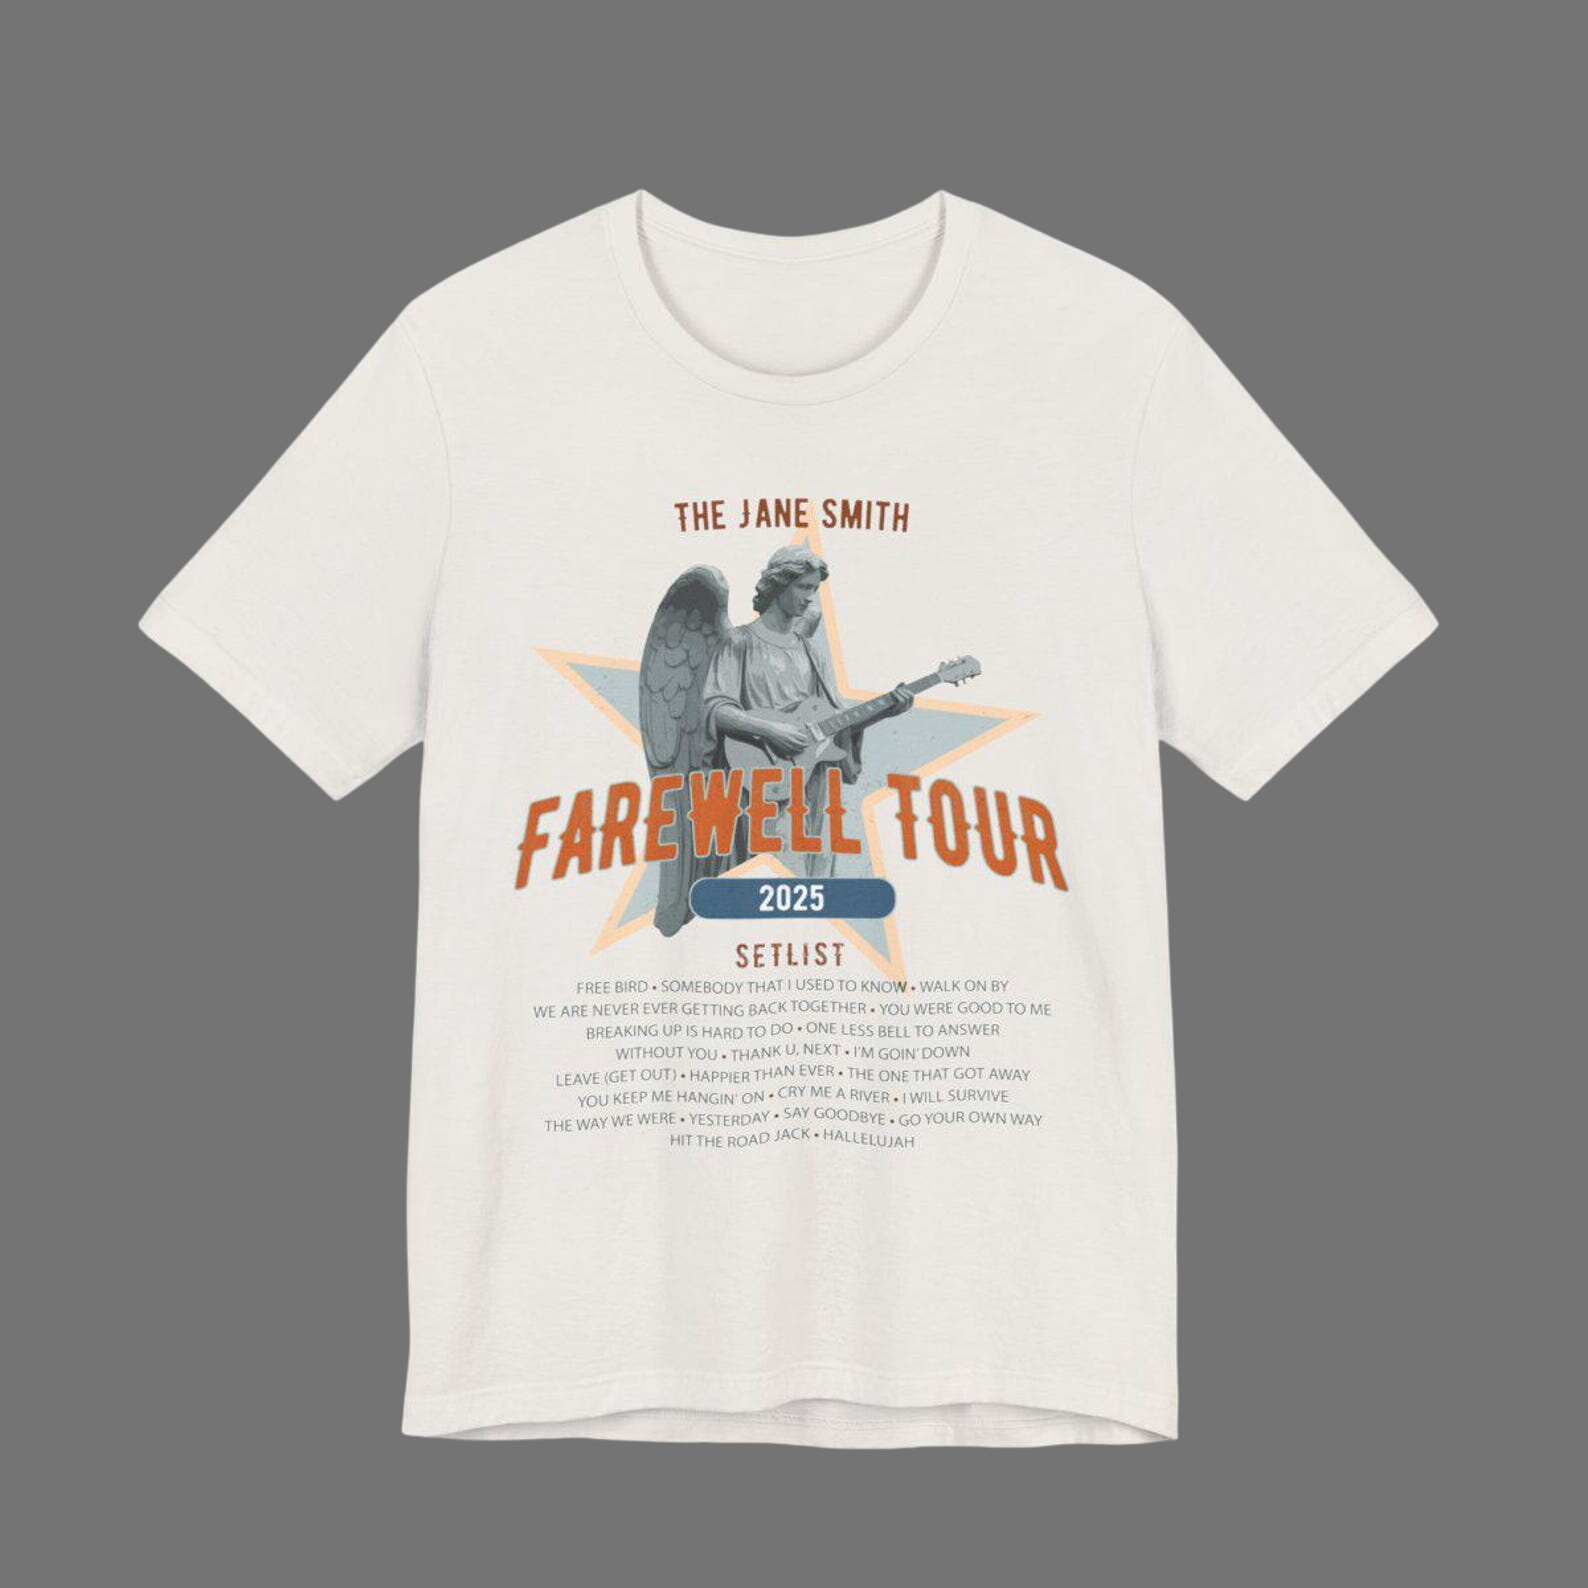 THE JANE SMITH
FAREWELL TOUR
2025
SETLIST
FREE BIRD • SOMEBODY THAT I USED TO KNOW • WALK ON BY
WE ARE NEVER EVER GETTING BACK TOGETHER • YOU WERE GOOD TO ME
BREAKING UP IS HARD TO DO • ONE LESS BELL TO ANSWER
WITHOUT YOU • THANK U, NEXT • I'M GOIN' DOWN
LEAVE (GET OUT) • HAPPIER THAN EVER • THE ONE THAT GOT AWAY
YOU KEEP ME HANGIN' ON • CRY ME A RIVER • I WILL SURVIVE
THE WAY WE WERE • YESTERDAY • SAY GOODBYE • GO YOUR OWN WAY
HIT THE ROAD JACK • HALLELUJAH